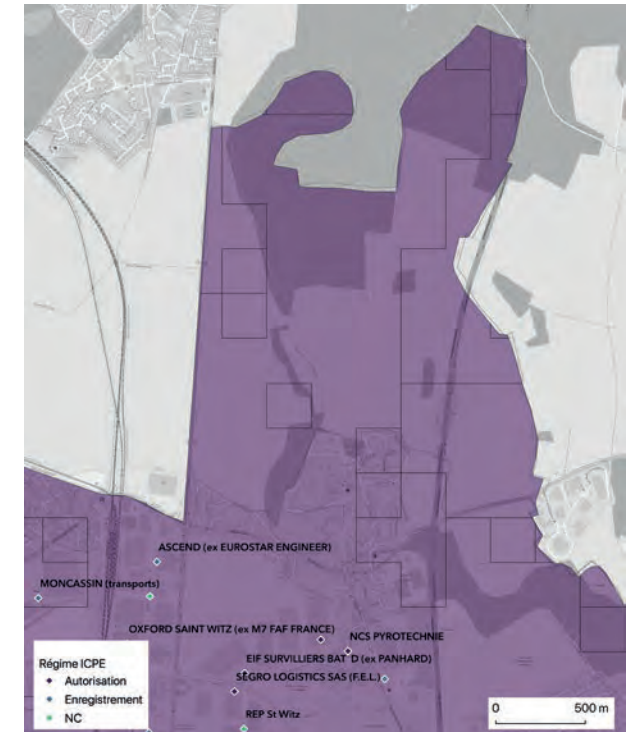 ASCEND (ex EUROSTAR ENGINEER)
MONCASSIN (transports)
OXFORD SAINT WITZ (ex M7 FAF FRANCE)
NCS PYROTECHNIE
EIF SURVILLIERS BAT D (ex PANHARD)
SEGRO LOGISTICS SAS (F.E.L.)
REP St Witz
Régime ICPE
Autorisation
Enregistrement
NC
0 500 m